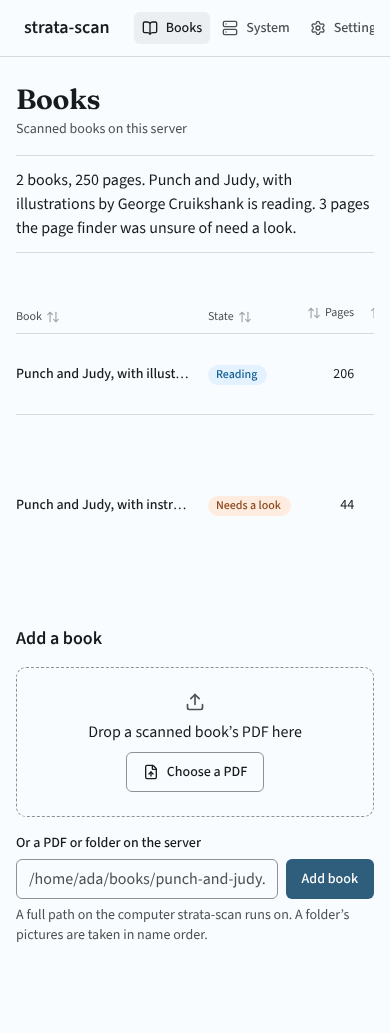 strata-scan Books System Setting
Books
Scanned books on this server
2 books, 250 pages. Punch and Judy, with
illustrations by George Cruikshank is reading. 3 pages
the page finder was unsure of need a look.
Book State Pages
Punch and Judy, with illust… Reading 206
Punch and Judy, with instr… Needs a look 44
Add a book
Drop a scanned book’s PDF here
Choose a PDF
Or a PDF or folder on the server
/home/ada/books/punch-and-judy.
Add book
A full path on the computer strata-scan runs on. A folder’s
pictures are taken in name order.